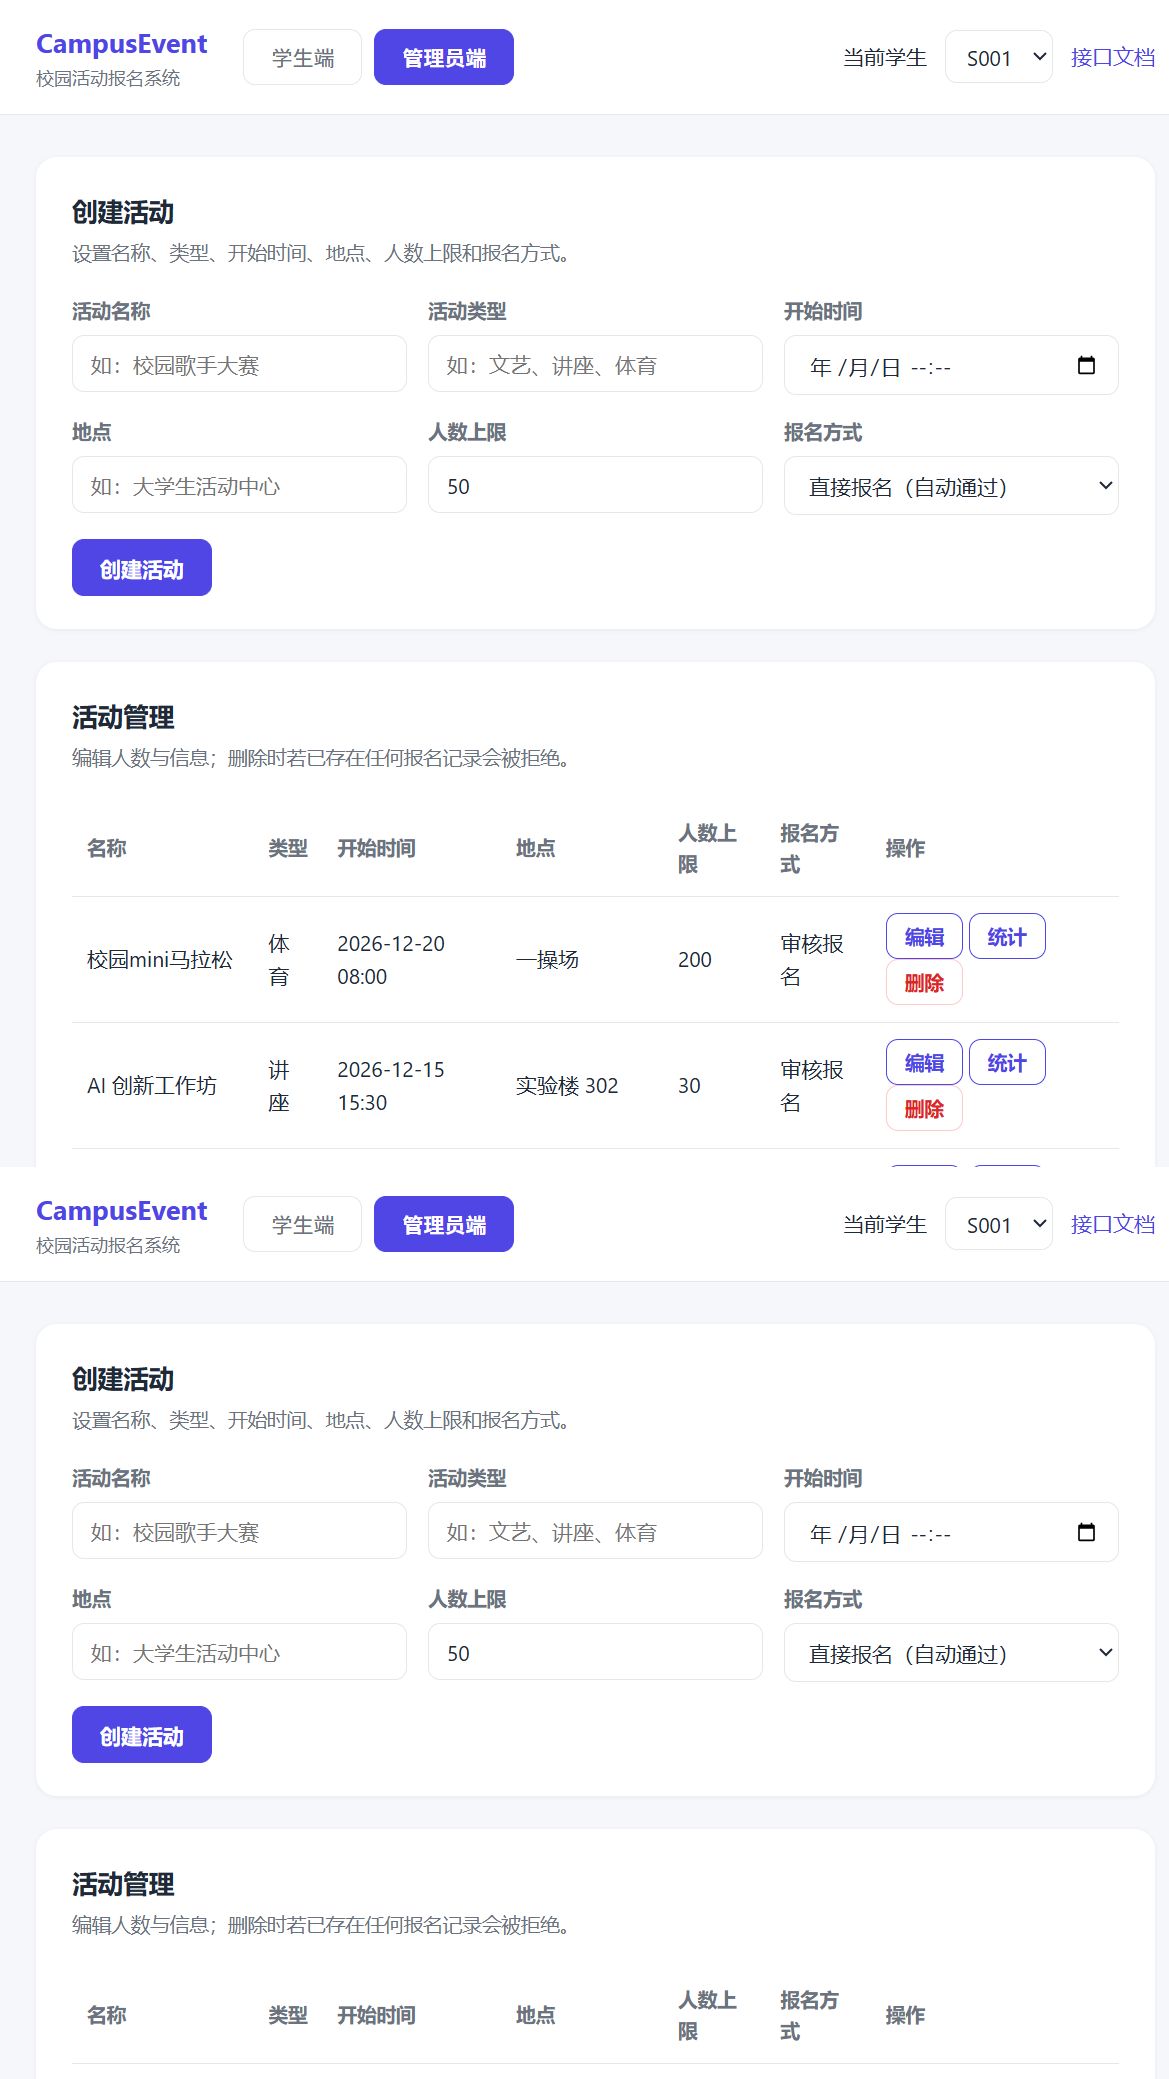 CampusEvent
校园活动报名系统
学生端
管理员端
当前学生
S001
接口文档
创建活动
设置名称、类型、开始时间、地点、人数上限和报名方式。
活动名称
活动类型
开始时间
如：校园歌手大赛
如：文艺、讲座、体育
年 /月/日 --:--
地点
人数上限
报名方式
如：大学生活动中心
50
直接报名（自动通过）
创建活动
活动管理
编辑人数与信息；删除时若已存在任何报名记录会被拒绝。
名称
类型
开始时间
地点
人数上
限
报名方
式
操作
校园mini马拉松
体
育
2026-12-20
08:00
一操场
200
审核报
名
编辑
统计
删除
AI 创新工作坊
讲
座
2026-12-15
15:30
实验楼 302
30
审核报
名
编辑
统计
删除
CampusEvent
校园活动报名系统
学生端
管理员端
当前学生
S001
接口文档
创建活动
设置名称、类型、开始时间、地点、人数上限和报名方式。
活动名称
活动类型
开始时间
如：校园歌手大赛
如：文艺、讲座、体育
年 /月/日 --:--
地点
人数上限
报名方式
如：大学生活动中心
50
直接报名（自动通过）
创建活动
活动管理
编辑人数与信息；删除时若已存在任何报名记录会被拒绝。
名称
类型
开始时间
地点
人数上
限
报名方
式
操作